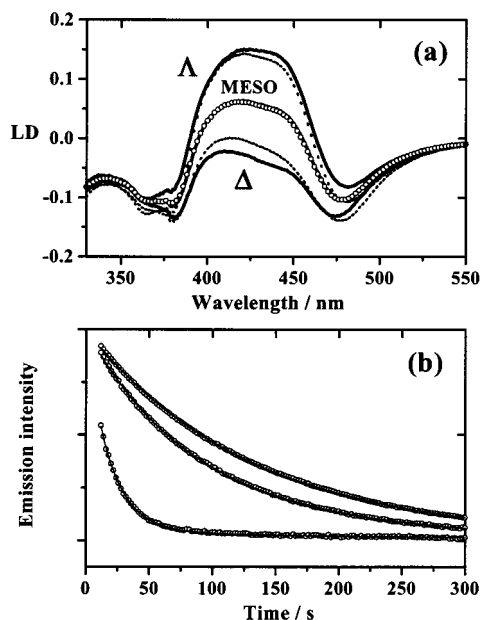 0.2
(a)
Λ
0.1
MESO
LD
0.0
-0.1
Δ
-0.2
350 400 450 500 550
Wavelength / nm
(b)
Emission intensity
0 50 100 150 200 250 300
Time / s